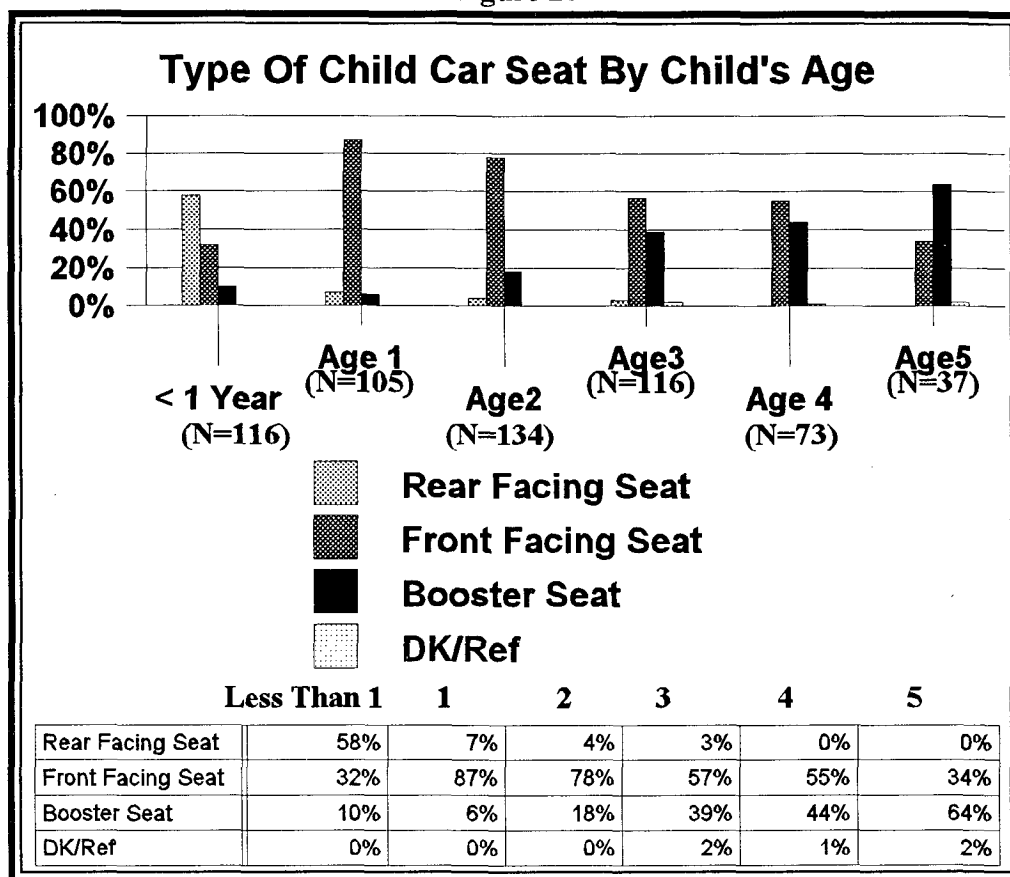 Type Of Child Car Seat By Child's Age
100%
80%
60%
40%
20%
0%
< 1 Year
(N=116)
Age 1
(N=105)
Age2
(N=134)
Age3
(N=116)
Age 4
(N=73)
Age5
(N=37)
Rear Facing Seat
Front Facing Seat
Booster Seat
DK/Ref
Less Than 1 1 2 3 4 5
Rear Facing Seat 58% 7% 4% 3% 0% 0%
Front Facing Seat 32% 87% 78% 57% 55% 34%
Booster Seat 10% 6% 18% 39% 44% 64%
DK/Ref 0% 0% 0% 2% 1% 2%